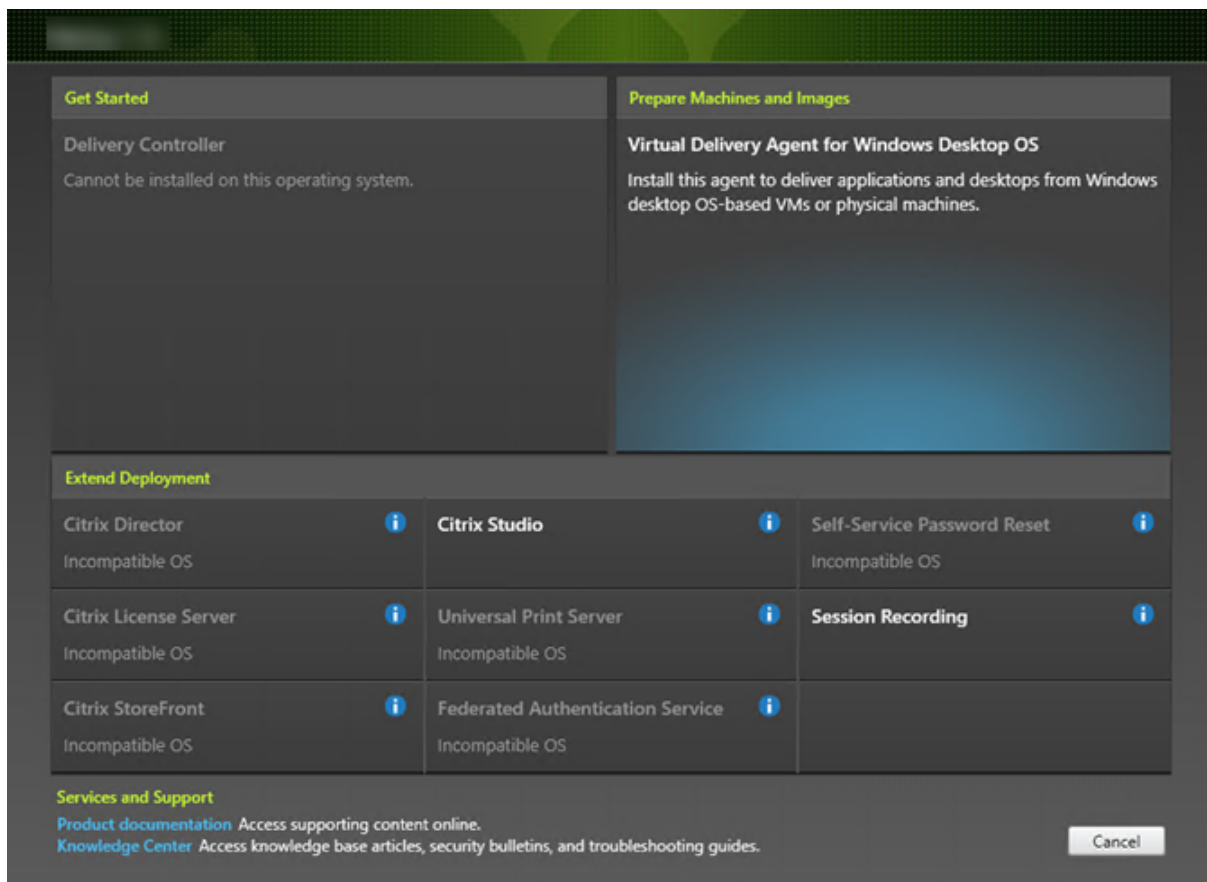 Get Started
Prepare Machines and Images
Delivery Controller
Cannot be installed on this operating system.
Virtual Delivery Agent for Windows Desktop OS
Install this agent to deliver applications and desktops from Windows
desktop OS-based VMs or physical machines.
Extend Deployment
Citrix Director
Incompatible OS
Citrix Studio
Self-Service Password Reset
Incompatible OS
Citrix License Server
Incompatible OS
Universal Print Server
Incompatible OS
Session Recording
Citrix StoreFront
Incompatible OS
Federated Authentication Service
Incompatible OS
Services and Support
Product documentation Access supporting content online.
Knowledge Center Access knowledge base articles, security bulletins, and troubleshooting guides.
Cancel